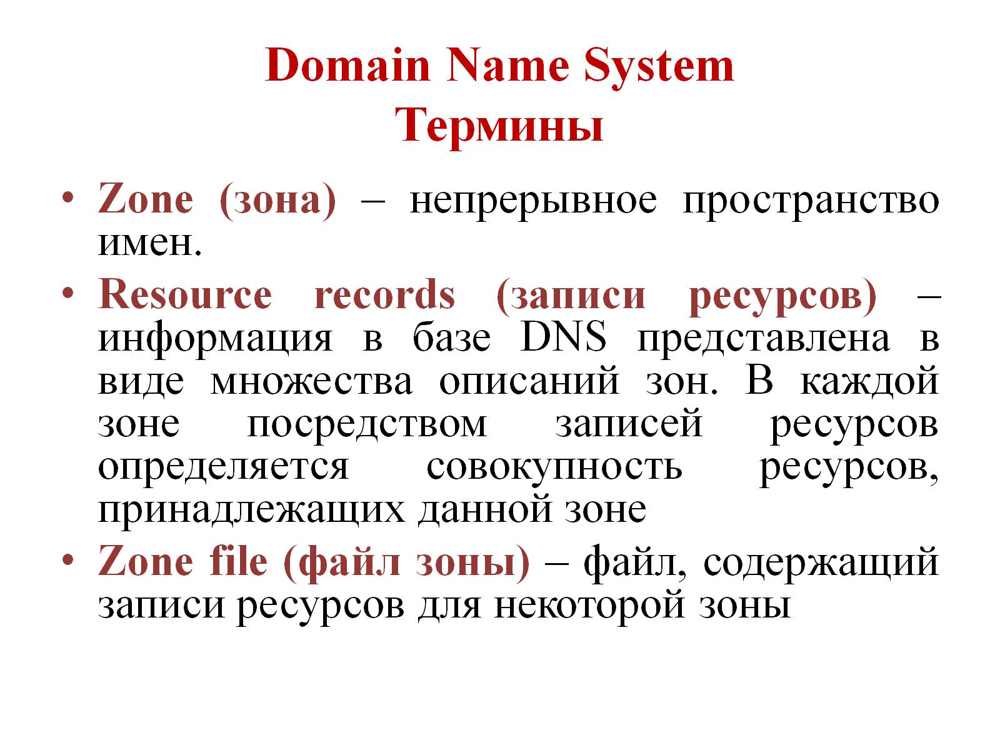 Domain Name System
Термины
• Zone (зона) – непрерывное пространство
имен.
• Resource records (записи ресурсов) –
информация в базе DNS представлена в
виде множества описаний зон. В каждой
зоне посредством записей ресурсов
определяется совокупность ресурсов,
принадлежащих данной зоне
• Zone file (файл зоны) – файл, содержащий
записи ресурсов для некоторой зоны